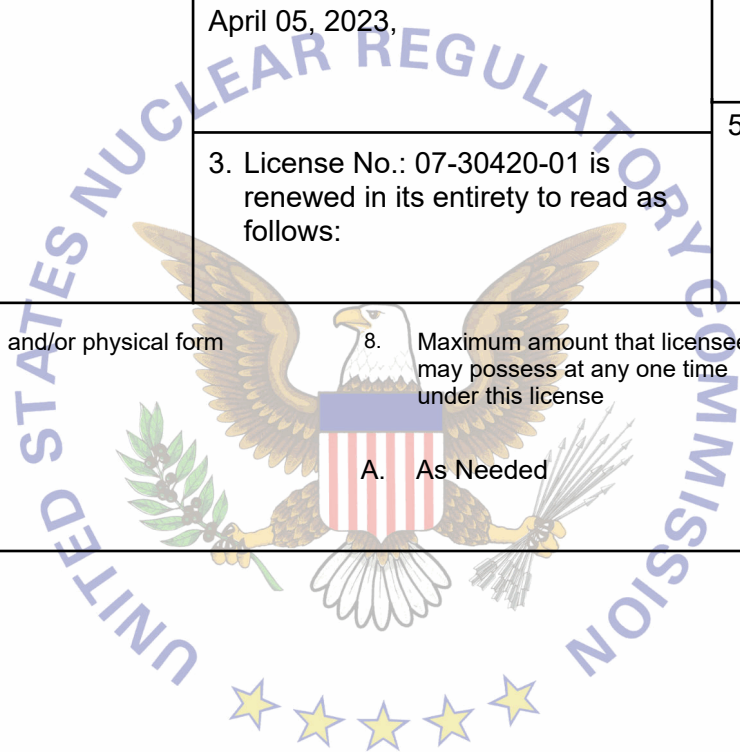 April 05, 2023,
5
3. License No.: 07-30420-01 is
renewed in its entirety to read as
follows:
and/or physical form
8. Maximum amount that licensee
may possess at any one time
under this license
A. As Needed
UNITED STATES NUCLEAR REGULATORY COMMISSION